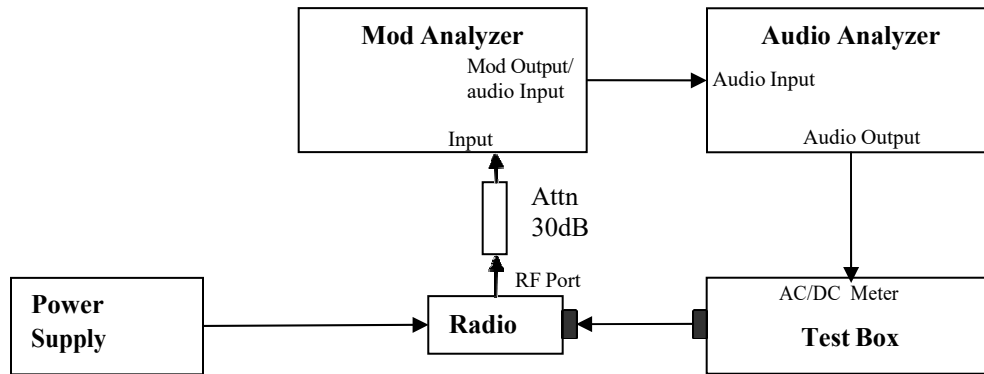 Mod Analyzer
Mod Output/
audio Input
Input
Audio Analyzer
Audio Input
Audio Output
Attn
30dB
RF Port
Power
Supply
Radio
AC/DC Meter
Test Box